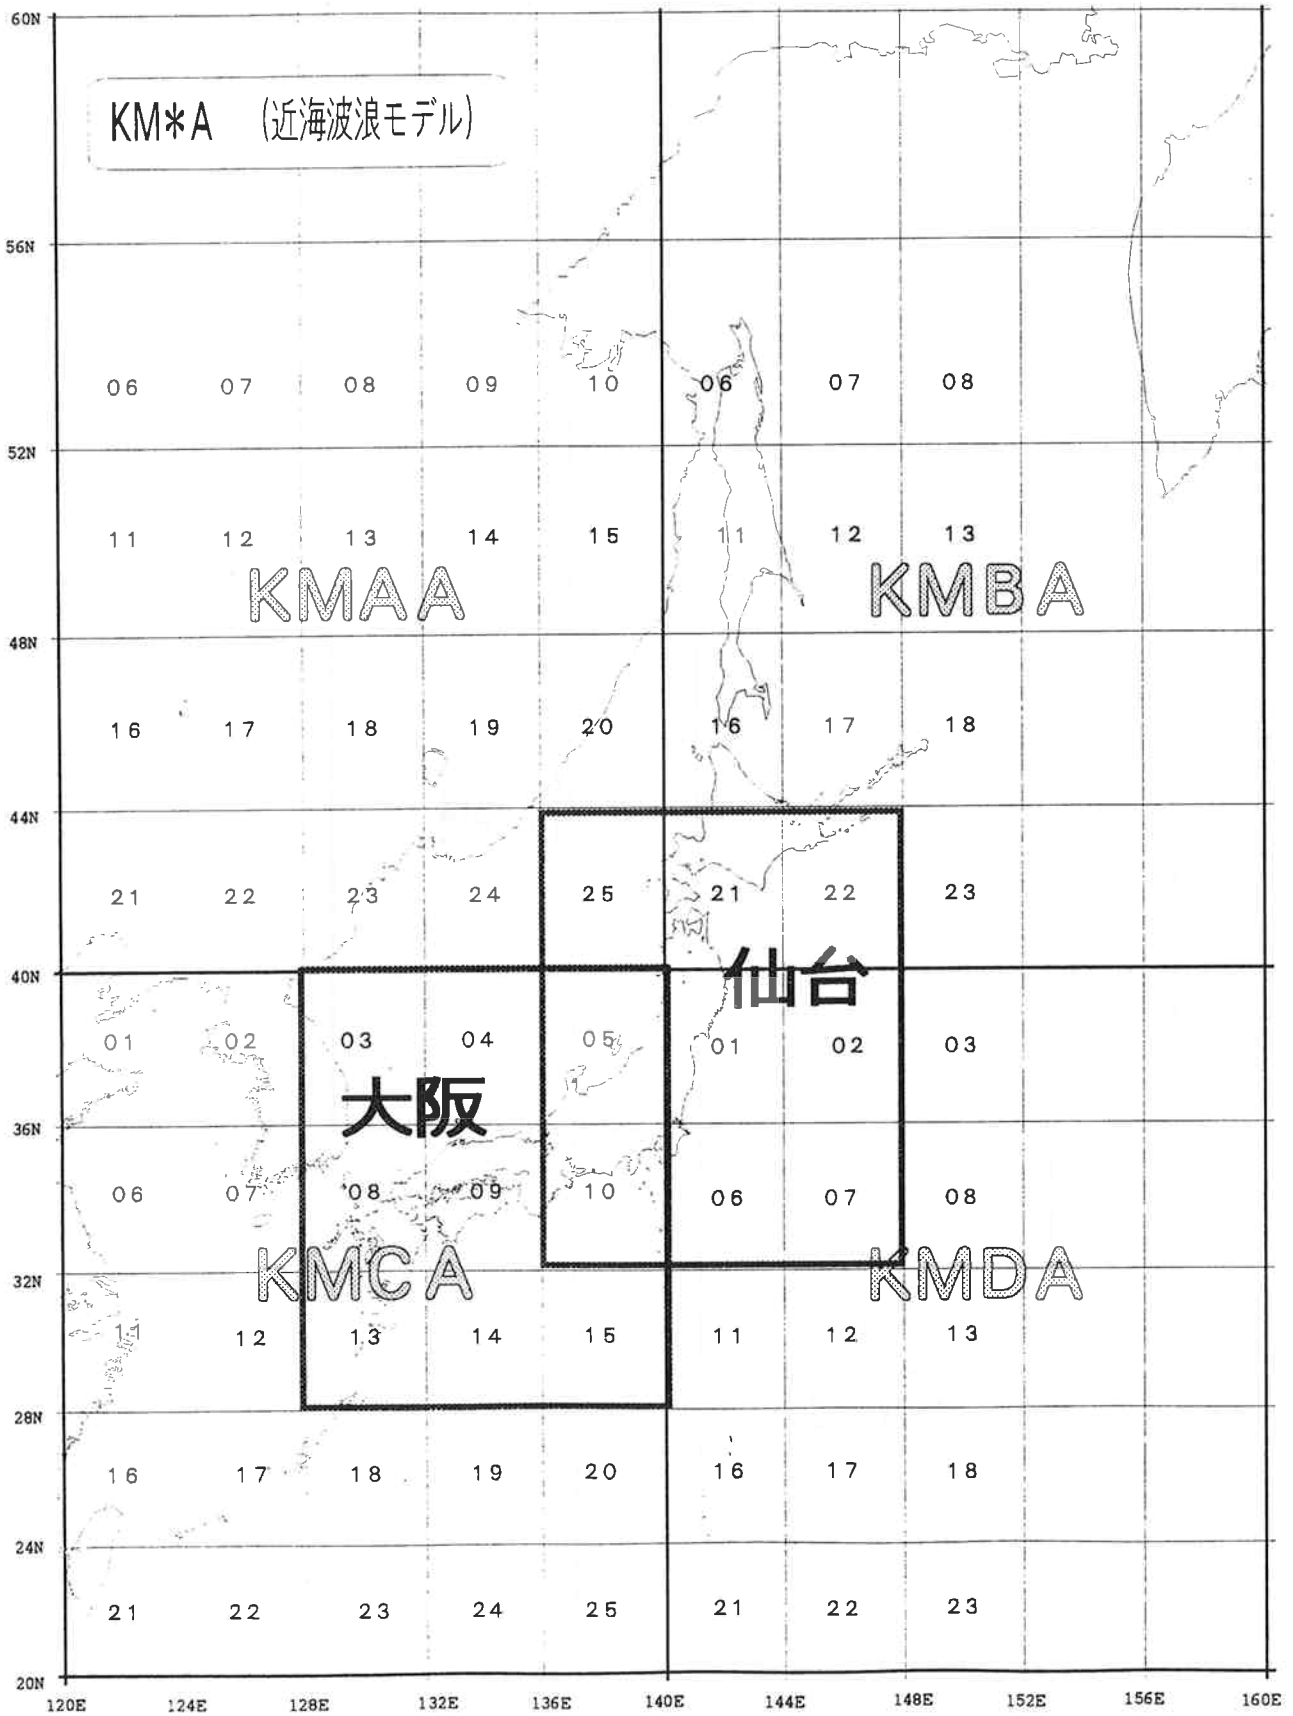 60N
KM*A (近海波浪モデル)
56N
06 07 08 09 10 06 07 08
52N
11 12 13 14 15 11 12 13
KMAA KMBA
48N
16 17 18 19 20 16 17 18
44N
21 22 23 24 25 21 22 23
仙台
40N
01 02 03 04 05 01 02 03
大阪
36N
06 07 08 09 10 06 07 08
KMCA KMDA
32N
11 12 13 14 15 11 12 13
28N
16 17 18 19 20 16 17 18
24N
21 22 23 24 25 21 22 23
20N
120E 124E 128E 132E 136E 140E 144E 148E 152E 156E 160E